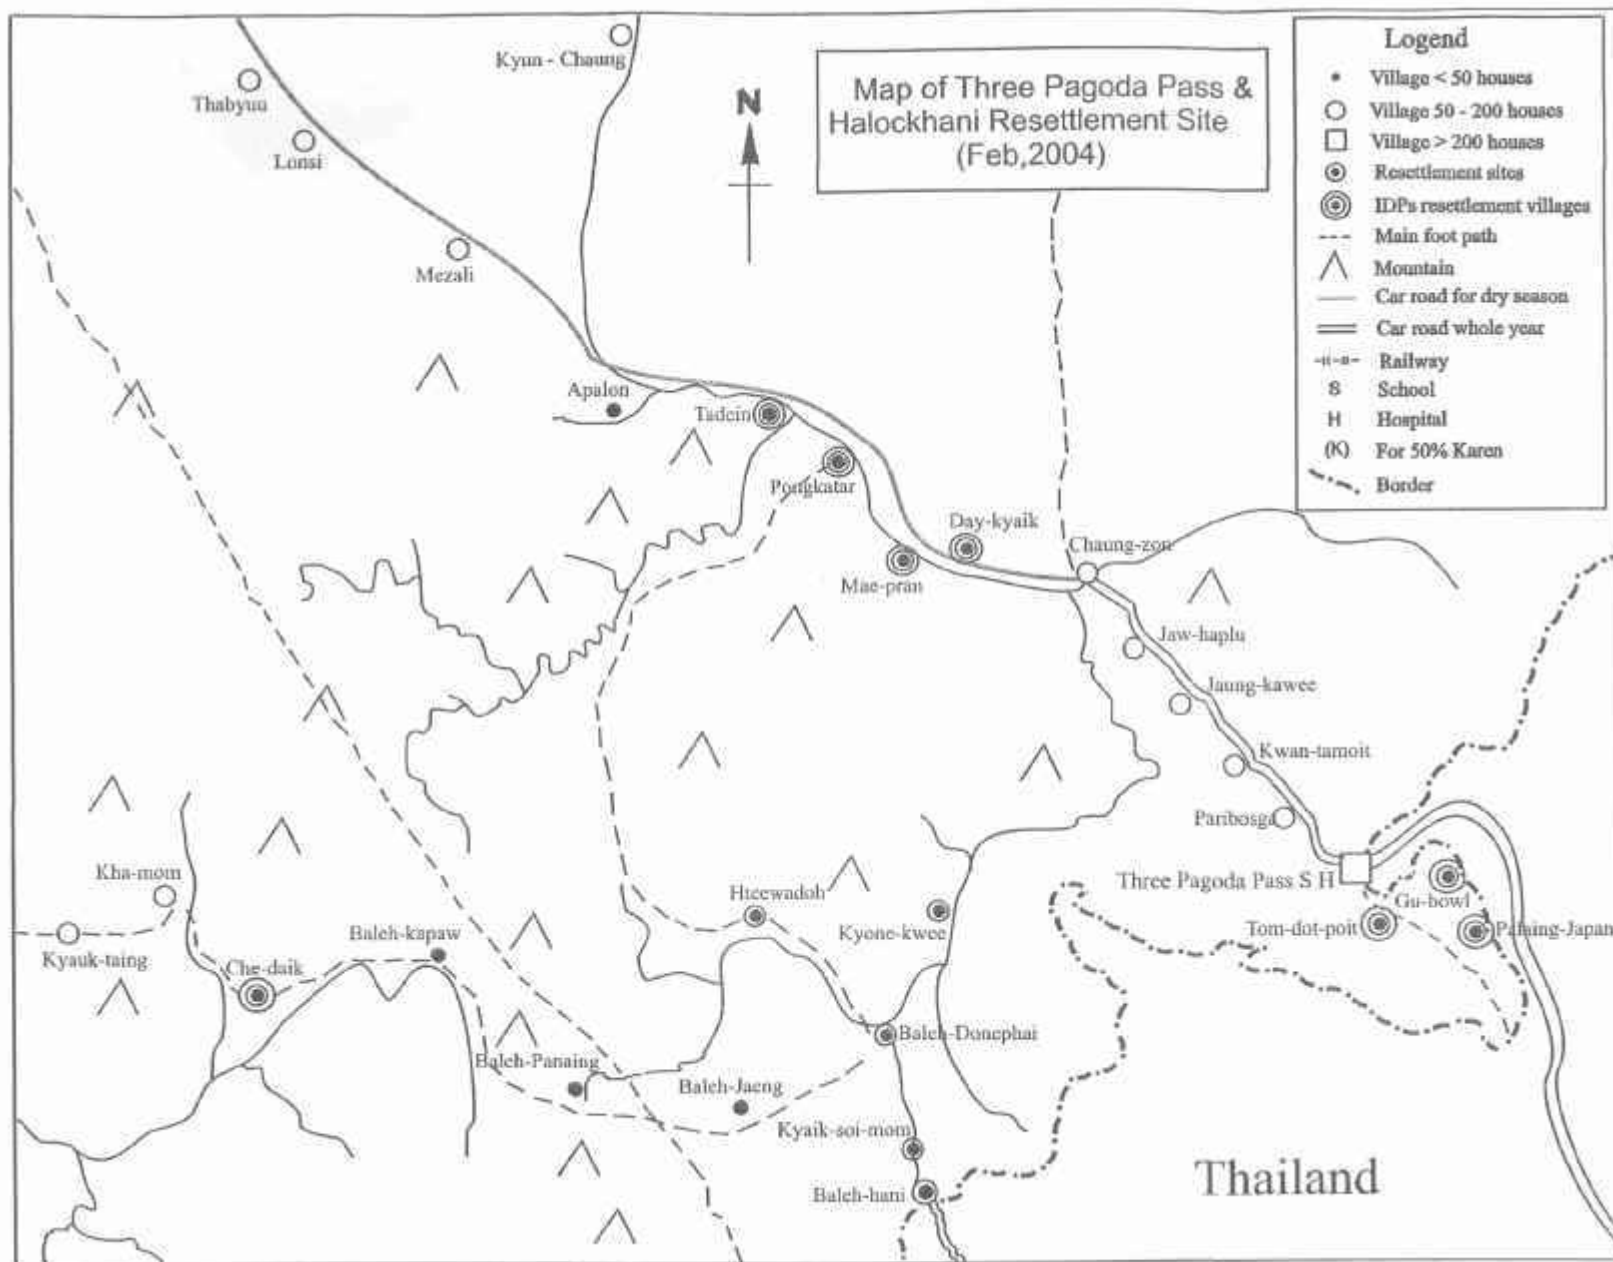 Map of Three Pagoda Pass &
Halockhani Resettlement Site
(Feb,2004)
N
Legend
Village < 50 houses
Village 50 - 200 houses
Village > 200 houses
Resettlement sites
IDPs resettlement villages
Main foot path
Mountain
Car road for dry season
Car road whole year
Railway
S School
H Hospital
(K) For 50% Karen
Border
Kyun - Chaung
Thabyuu
Lonsi
Mezali
Apalon
Tadein
Pongkatar
Day-kyaik
Mae-pran
Chaung-zon
Jaw-haplu
Jaung-kawee
Kwan-tamoit
Paribosga
Three Pagoda Pass S H
Gu-bowl
Tom-dot-poit
Palaing-Japan
Kha-mom
Kyauk-taing
Che-daik
Baleh-kapaw
Hteewadoh
Kyone-kwee
Baleh-Donephai
Baleh-Panaing
Baleh-Jaeng
Kyaik-soi-mom
Baleh-hani
Thailand